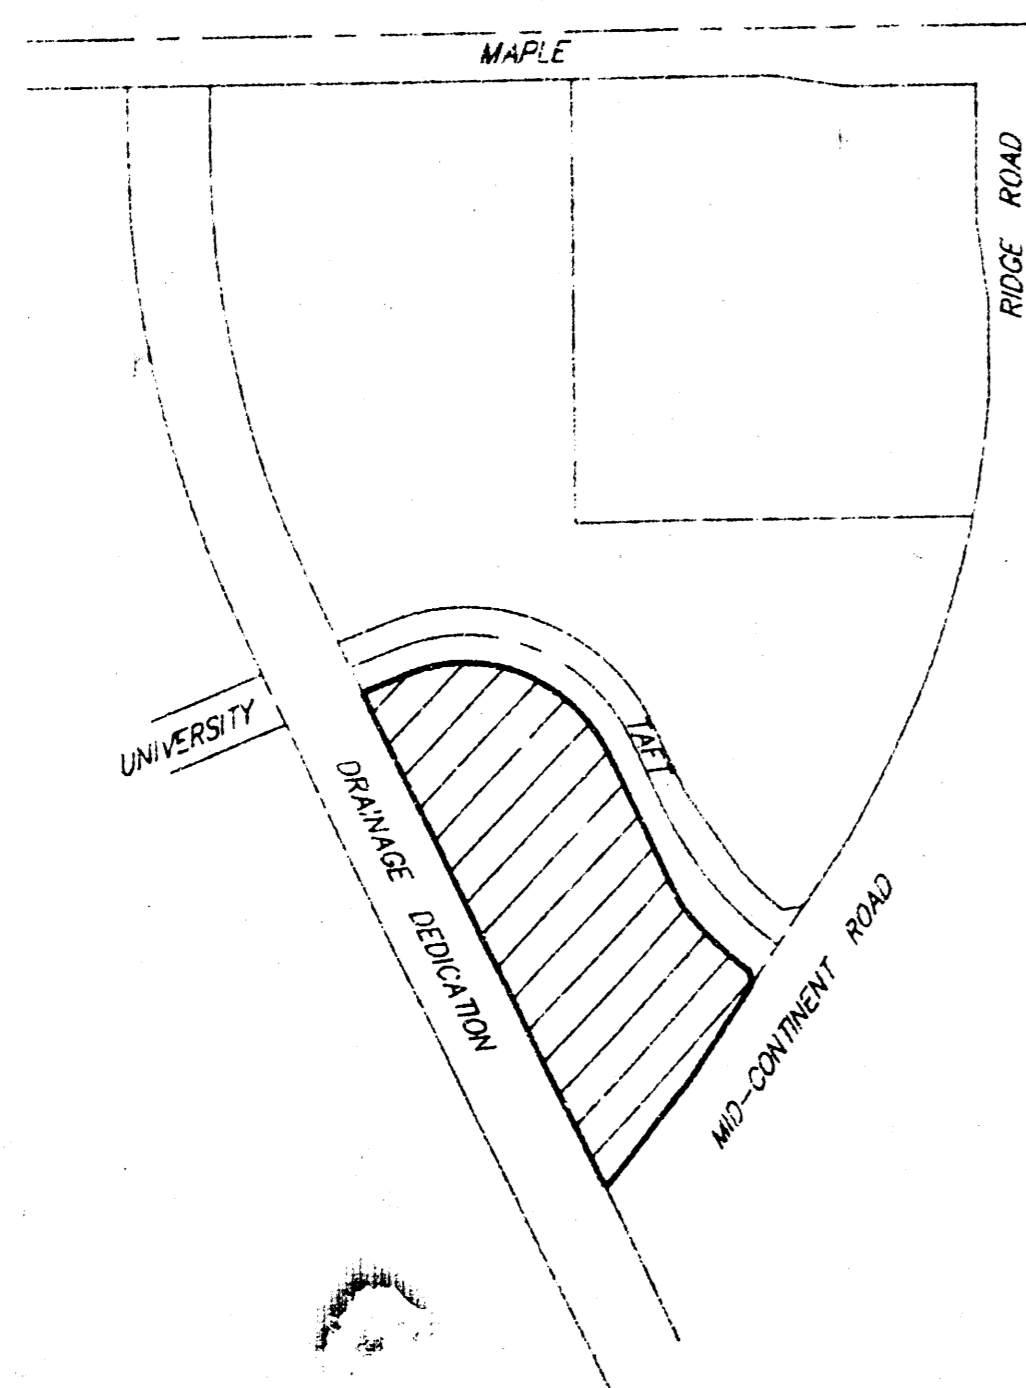 MAPLE
RIDGE ROAD
UNIVERSITY
TAFT
DRAINAGE DEDICATION
MID-CONTINENT ROAD